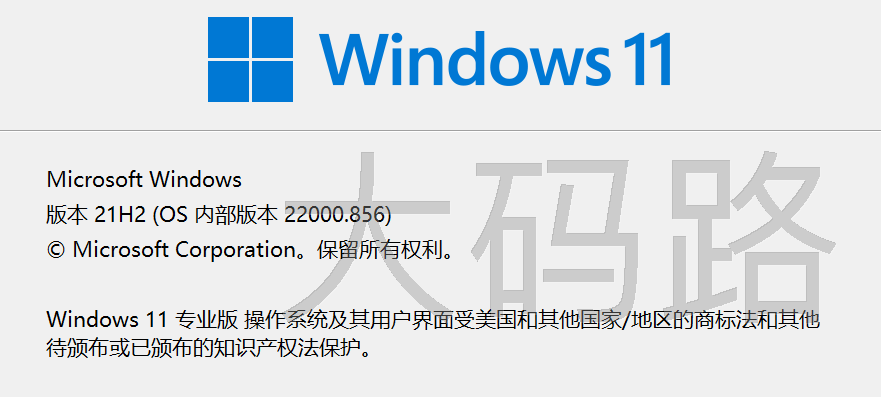 Windows 11
Microsoft Windows
版本 21H2 (OS 内部版本 22000.856)
© Microsoft Corporation。保留所有权利。
大码路
Windows 11 专业版 操作系统及其用户界面受美国和其他国家/地区的商标法和其他
待颁布或已颁布的知识产权法保护。